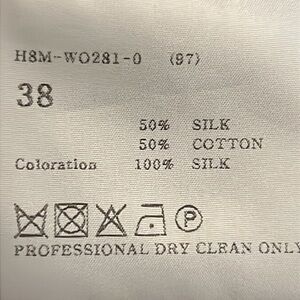 H8M-WO281-0 (97)
38
50% SILK
50% COTTON
Coloration 100% SILK
P
PROFESSIONAL DRY CLEAN ONLY